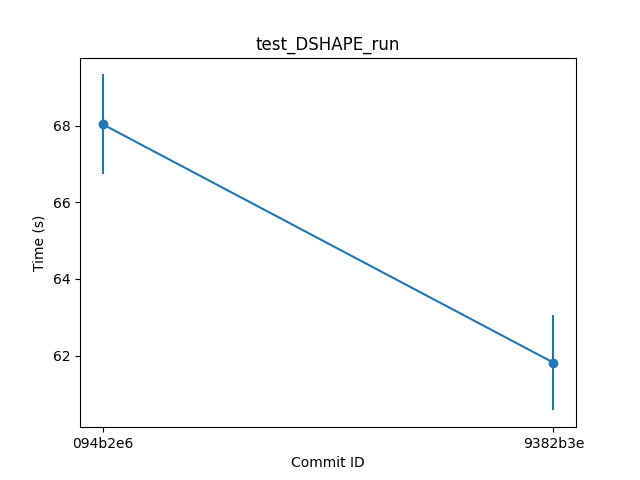 test_DSHAPE_run
68
66
64
62
Time (s)
094b2e6
9382b3e
Commit ID